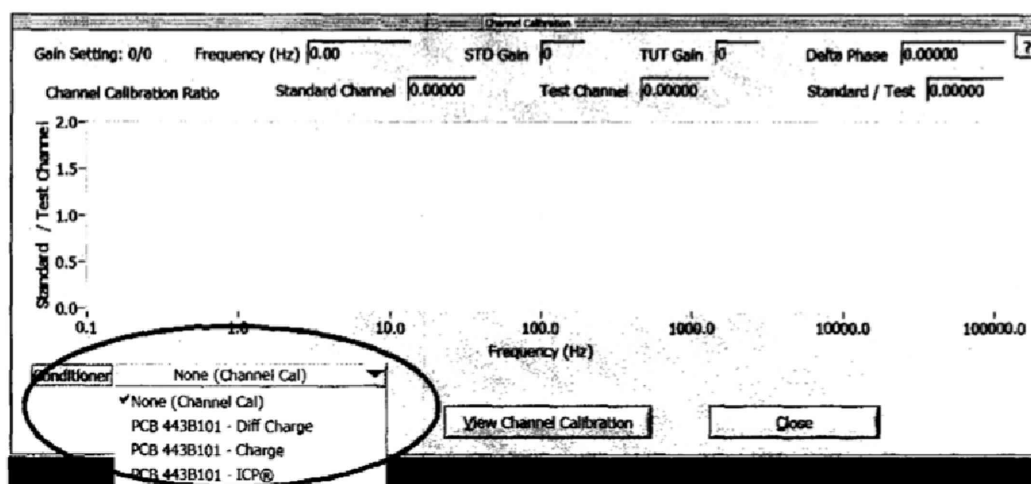 Channel Calibration
Gain Setting: 0/0 Frequency (Hz) 0.00 STD Gain 0 TUT Gain 0 Delta Phase 0.00000 ?
Channel Calibration Ratio Standard Channel 0.00000 Test Channel 0.00000 Standard / Test 0.00000
Standard / Test Channel
2.0
1.5
1.0
0.5
0.0
0.1 1.0 10.0 100.0 1000.0 10000.0 100000.0
Frequency (Hz)
Conditioner None (Channel Cal)
None (Channel Cal)
PCB 443B101 - Diff Charge
PCB 443B101 - Charge
PCB 443B101 - ICP®
View Channel Calibration Close